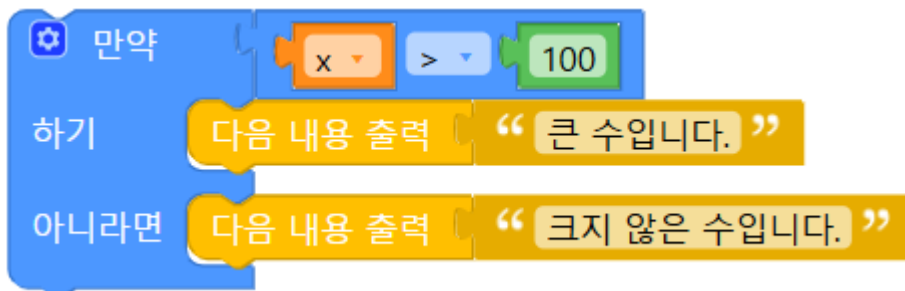 만약 x > 100
하기 다음 내용 출력 “ 큰 수입니다. ”
아니라면 다음 내용 출력 “ 크지 않은 수입니다. ”